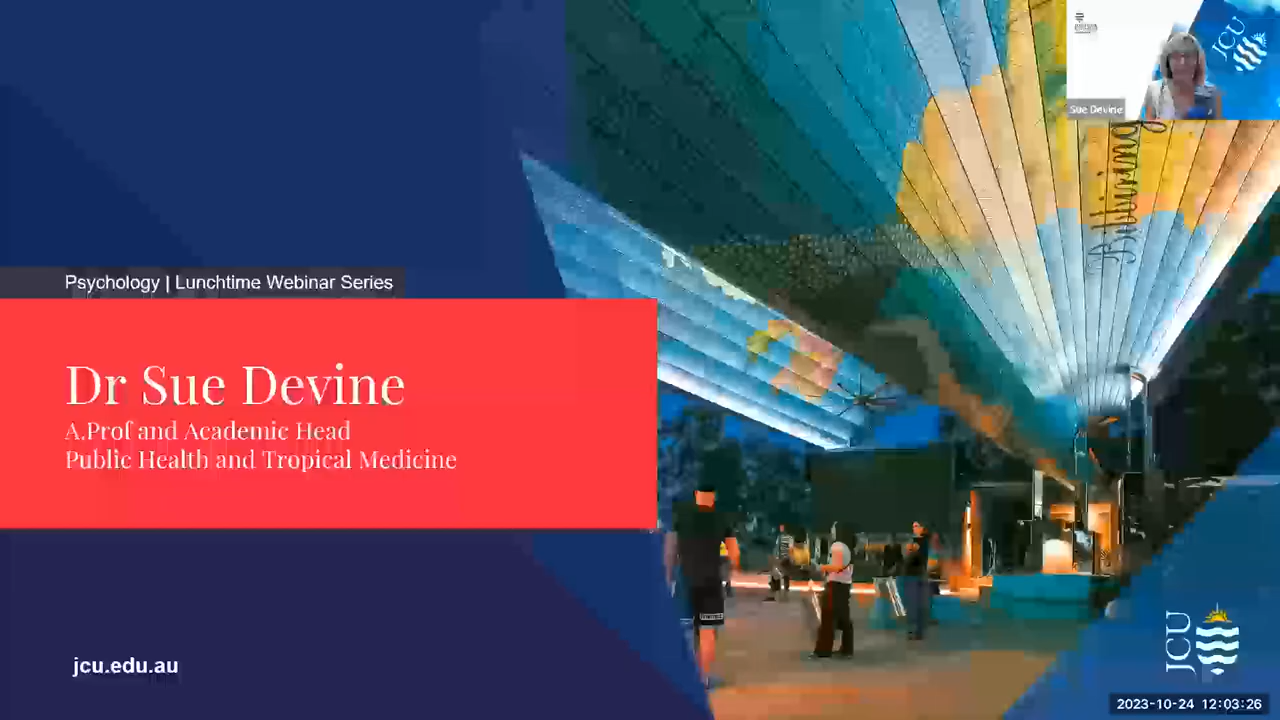 Sue Devine
JCU
Psychology | Lunchtime Webinar Series
Dr Sue Devine
A.Prof and Academic Head
Public Health and Tropical Medicine
jcu.edu.au
JCU
2023-10-24 12:03:26